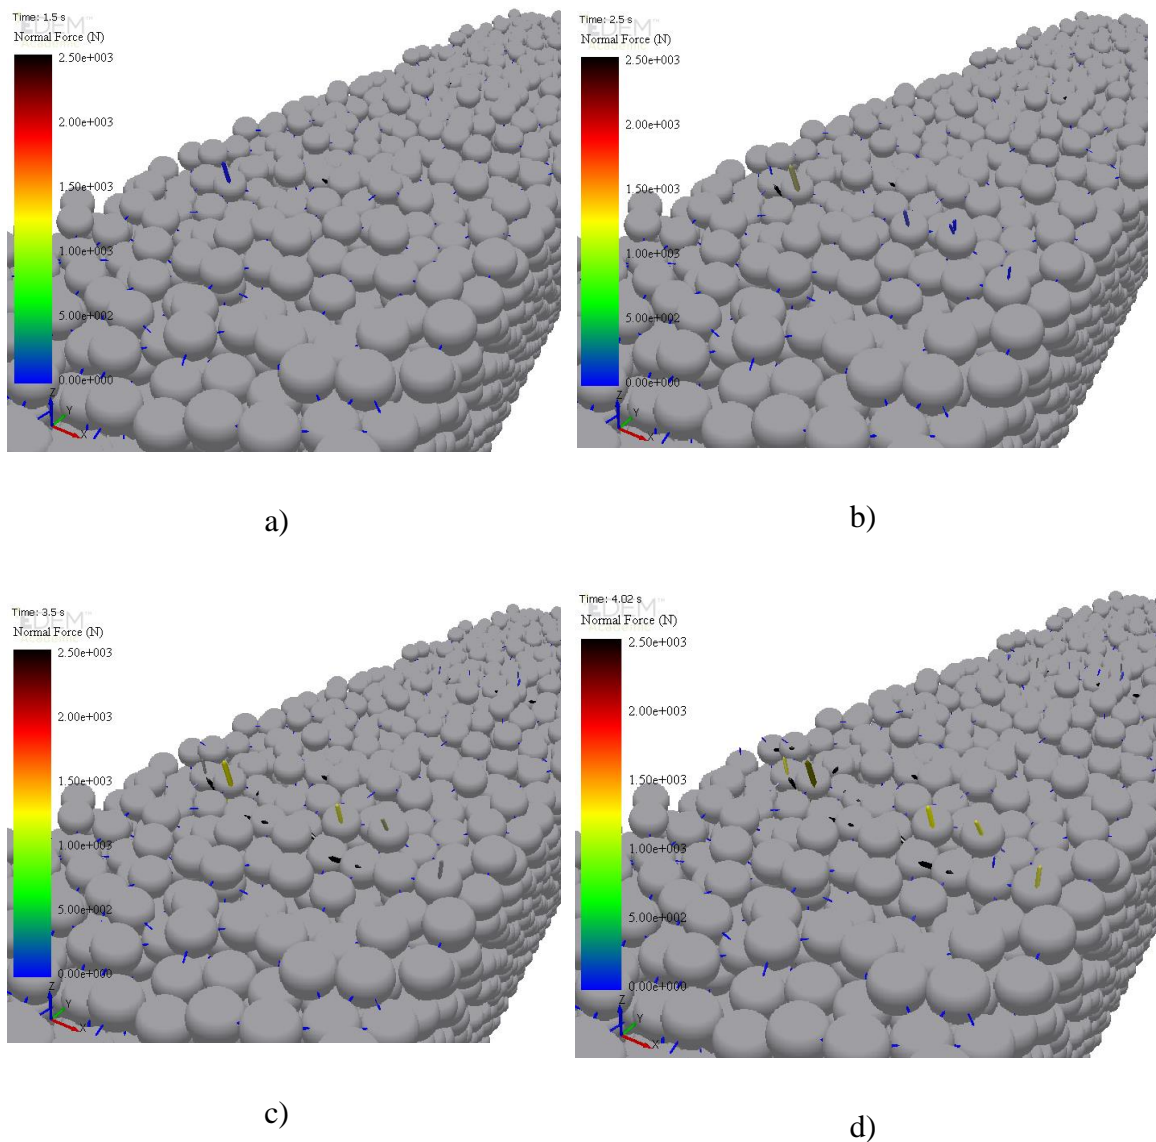 Time: 1.5 s
EDEM™
Normal Force (N)
2.50e+003
2.00e+003
1.50e+003
1.00e+003
5.00e+002
0.00e+000
Z
Y
X
a)
Time: 2.5 s
EDEM™
Normal Force (N)
2.50e+003
2.00e+003
1.50e+003
1.00e+003
5.00e+002
0.00e+000
Z
Y
X
b)
Time: 3.5 s
EDEM™
Normal Force (N)
2.50e+003
2.00e+003
1.50e+003
1.00e+003
5.00e+002
0.00e+000
Z
Y
X
c)
Time: 4.02 s
EDEM™
Normal Force (N)
2.50e+003
2.00e+003
1.50e+003
1.00e+003
5.00e+002
0.00e+000
Z
Y
X
d)